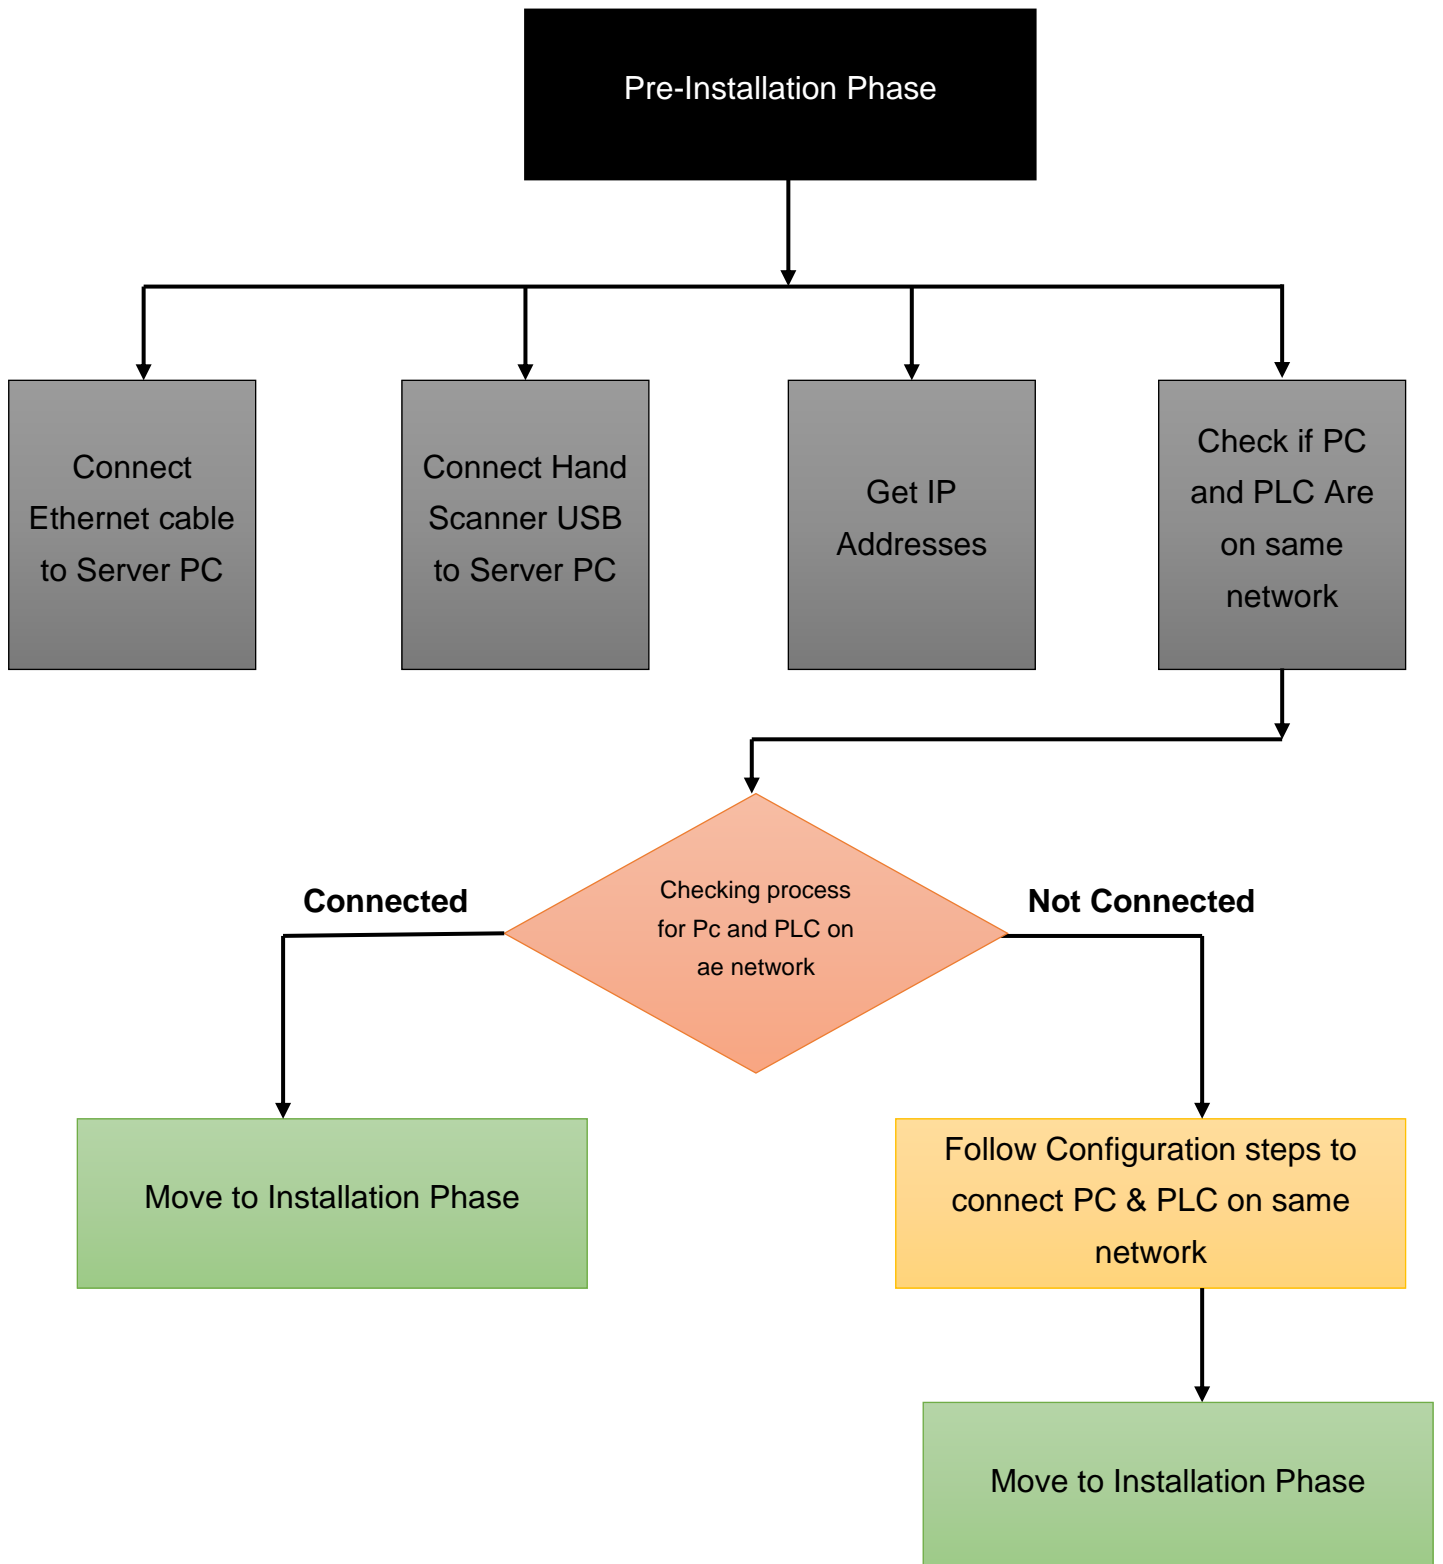 Pre-Installation Phase
Connect
Ethernet cable
to Server PC
Connect Hand
Scanner USB
to Server PC
Get IP
Addresses
Check if PC
and PLC Are
on same
network
Connected
Checking process
for Pc and PLC on
ae network
Not Connected
Move to Installation Phase
Follow Configuration steps to
connect PC & PLC on same
network
Move to Installation Phase